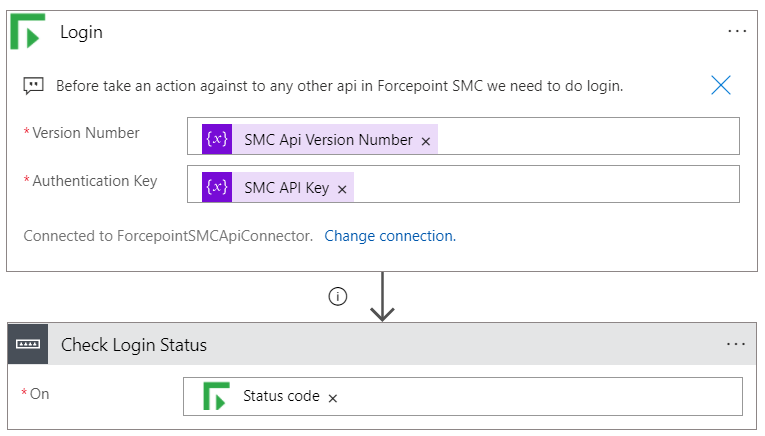 Login
Before take an action against to any other api in Forcepoint SMC we need to do login.
* Version Number
{x} SMC Api Version Number ×
* Authentication Key
{x} SMC API Key ×
Connected to ForcepointSMCApiConnector. Change connection.
Check Login Status
* On
Status code ×